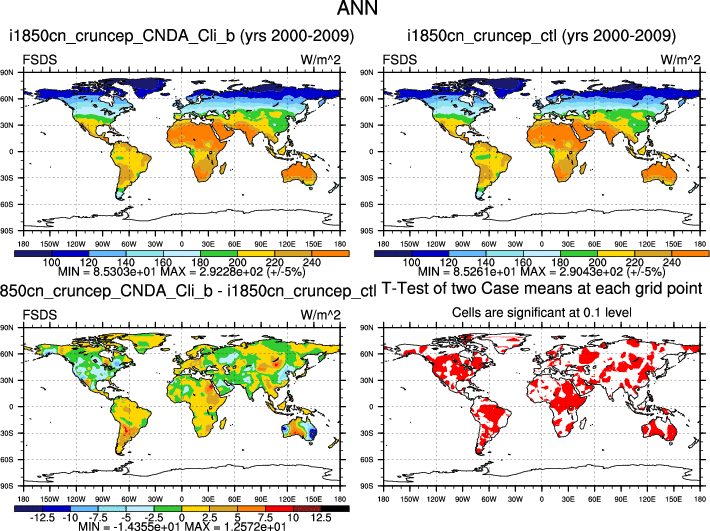 ANN
i1850cn_cruncep_CNDA_Cli_b (yrs 2000-2009)
FSDS W/m^2
90N
60N
30N
0
30S
60S
90S
180 150W 120W 90W 60W 30W 0 30E 60E 90E 120E 150E 180
100 120 140 160 180 200 220 240
MIN = 8.5303e+01 MAX = 2.9228e+02 (+/-5%)
i1850cn_cruncep_ctl (yrs 2000-2009)
FSDS W/m^2
90N
60N
30N
0
30S
60S
90S
180 150W 120W 90W 60W 30W 0 30E 60E 90E 120E 150E 180
100 120 140 160 180 200 220 240
MIN = 8.5261e+01 MAX = 2.9043e+02 (+/-5%)
850cn_cruncep_CNDA_Cli_b - i1850cn_cruncep_ctl
FSDS W/m^2
90N
60N
30N
0
30S
60S
90S
180 150W 120W 90W 60W 30W 0 30E 60E 90E 120E 150E 180
-12.5 -10 -7.5 -5 -2.5 0 2.5 5 7.5 10 12.5
MIN = -1.4355e+01 MAX = 1.2572e+01
T-Test of two Case means at each grid point
Cells are significant at 0.1 level
90N
60N
30N
0
30S
60S
90S
180 150W 120W 90W 60W 30W 0 30E 60E 90E 120E 150E 180